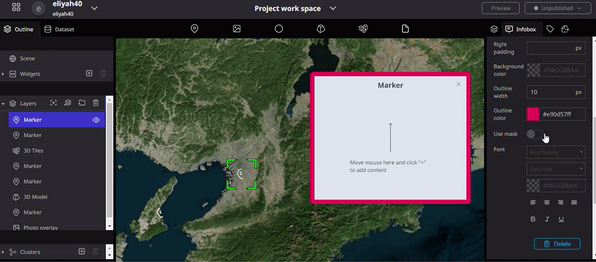 eliyah40
eliyah40
Project work space
Preview
Unpublished
Outline
Dataset
Infobox
Scene
Widgets
Layers
Marker
Marker
3D Tiles
Marker
Marker
3D Model
Marker
Photo overlay
Clusters
Marker
Move mouse here and click "+"
to add content
Right
padding
px
Background
color
#RRGGBBAA
Outline
width
10
px
Outline
color
#e90d57ff
Use mask
Font
Font family
Font size
#RRGGBBAA
B
I
U
Delete